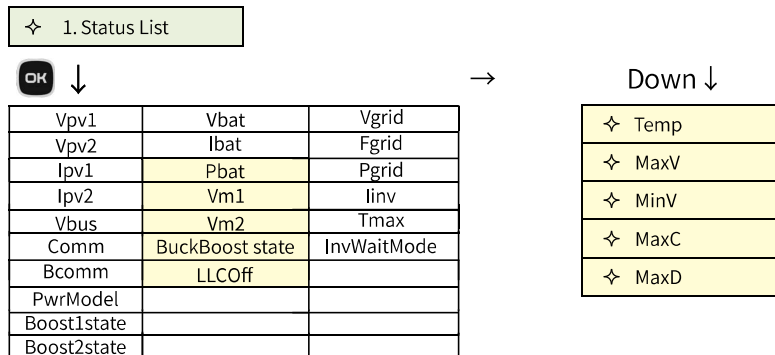 ✧ 1. Status List
OK ↓ → Down ↓
Vpv1 Vbat Vgrid
Vpv2 Ibat Fgrid
Ipv1 Pbat Pgrid
Ipv2 Vm1 Iinv
Vbus Vm2 Tmax
Comm BuckBoost state InvWaitMode
Bcomm LLCOff
PwrModel
Boost1state
Boost2state
✧ Temp
✧ MaxV
✧ MinV
✧ MaxC
✧ MaxD